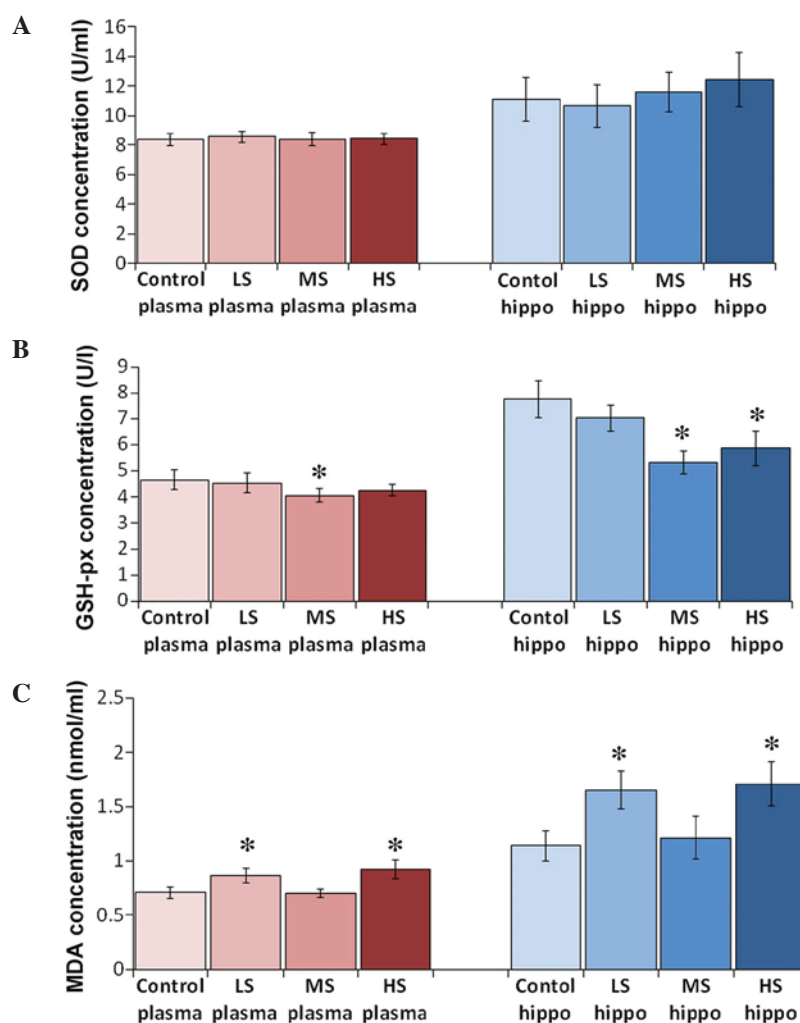 A
SOD concentration (U/ml)
16
14
12
10
8
6
4
2
0
Control LS MS HS Contol LS MS HS
plasma plasma plasma plasma hippo hippo hippo hippo
B
GSH-px concentration (U/l)
9
8
7
6
5
4
3
2
1
0
* * *
Control LS MS HS Contol LS MS HS
plasma plasma plasma plasma hippo hippo hippo hippo
C
MDA concentration (nmol/ml)
2.5
2
1.5
1
0.5
0
* * * *
Control LS MS HS Contol LS MS HS
plasma plasma plasma plasma hippo hippo hippo hippo